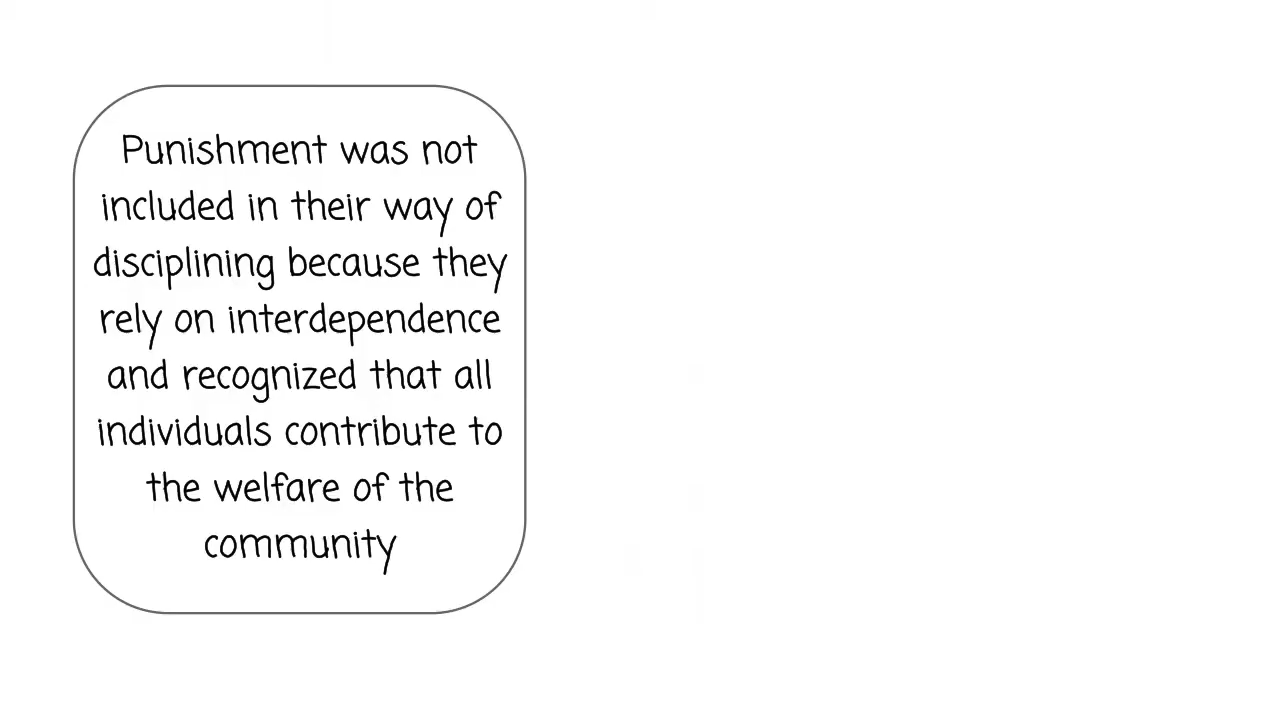 Punishment was not
included in their way of
disciplining because they
rely on interdependence
and recognized that all
individuals contribute to
the welfare of the
community